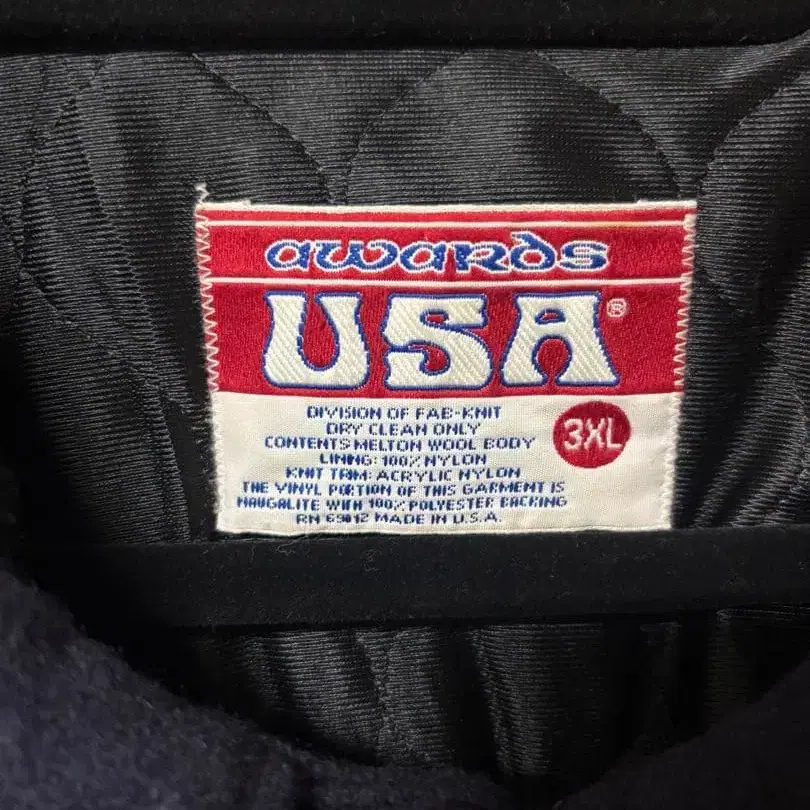 awards
USA®
DIVISION OF FAB-KNIT
DRY CLEAN ONLY
CONTENTS MELTON WOOL BODY
3XL
LINING: 100% NYLON
KNIT TRIM: ACRYLIC NYLON
THE VINYL PORTION OF THIS GARMENT IS
NAUGALITE WITH 100% POLYESTER BACKING
RN 69012 MADE IN U.S.A.